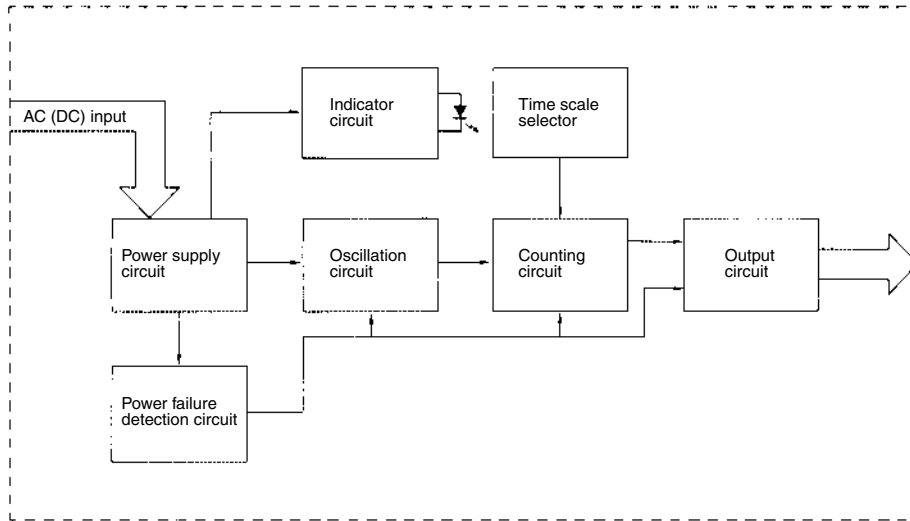 Indicator
circuit
Time scale
selector
AC (DC) input
Power supply
circuit
Oscillation
circuit
Counting
circuit
Output
circuit
Power failure
detection circuit